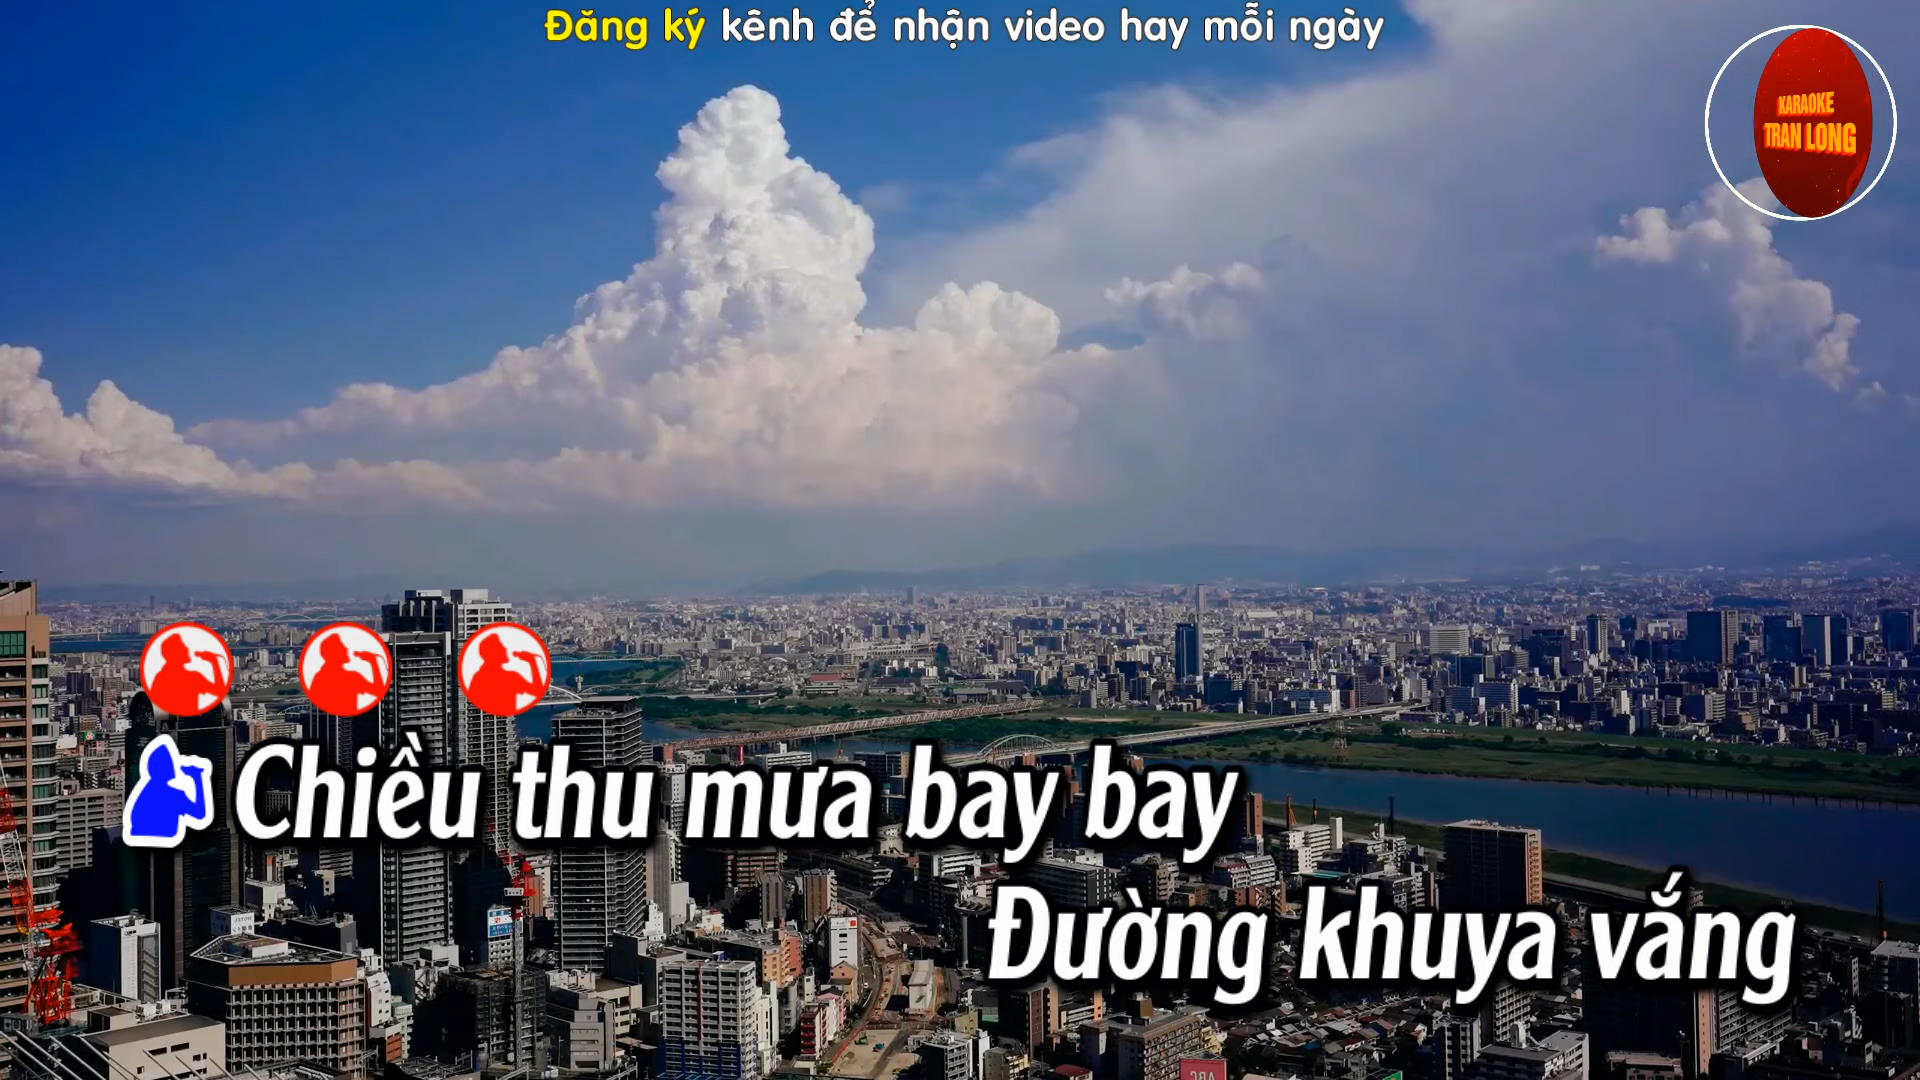 Đăng ký kênh để nhận video hay mỗi ngày
KARAOKE
TRAN LONG
Chiều thu mưa bay bay
Đường khuya vắng